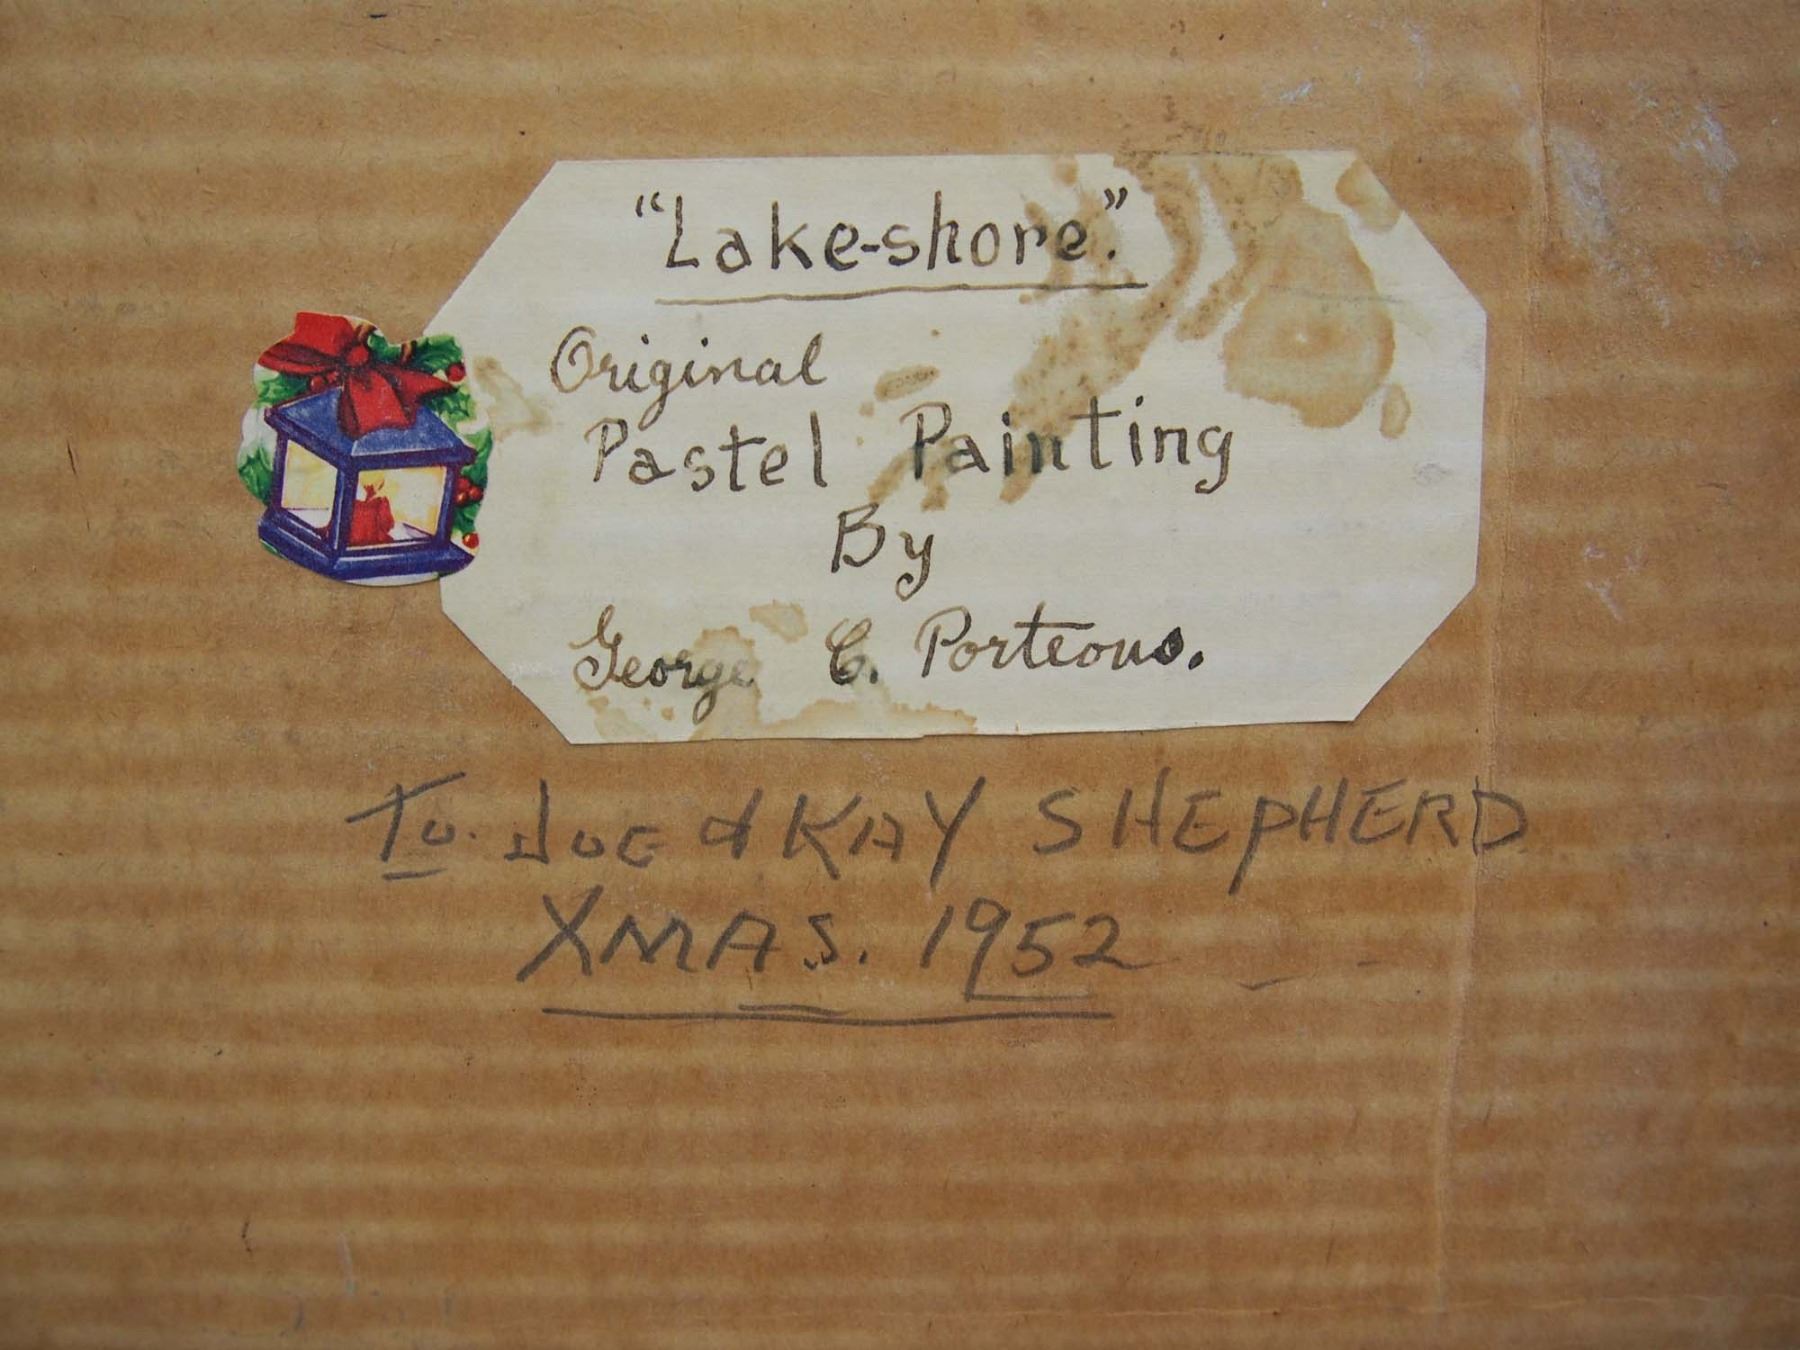 "Lake-shore".
Original
Pastel Painting
By
George C. Porteous.
To. JOE & KAY SHEPHERD
XMAS. 1952